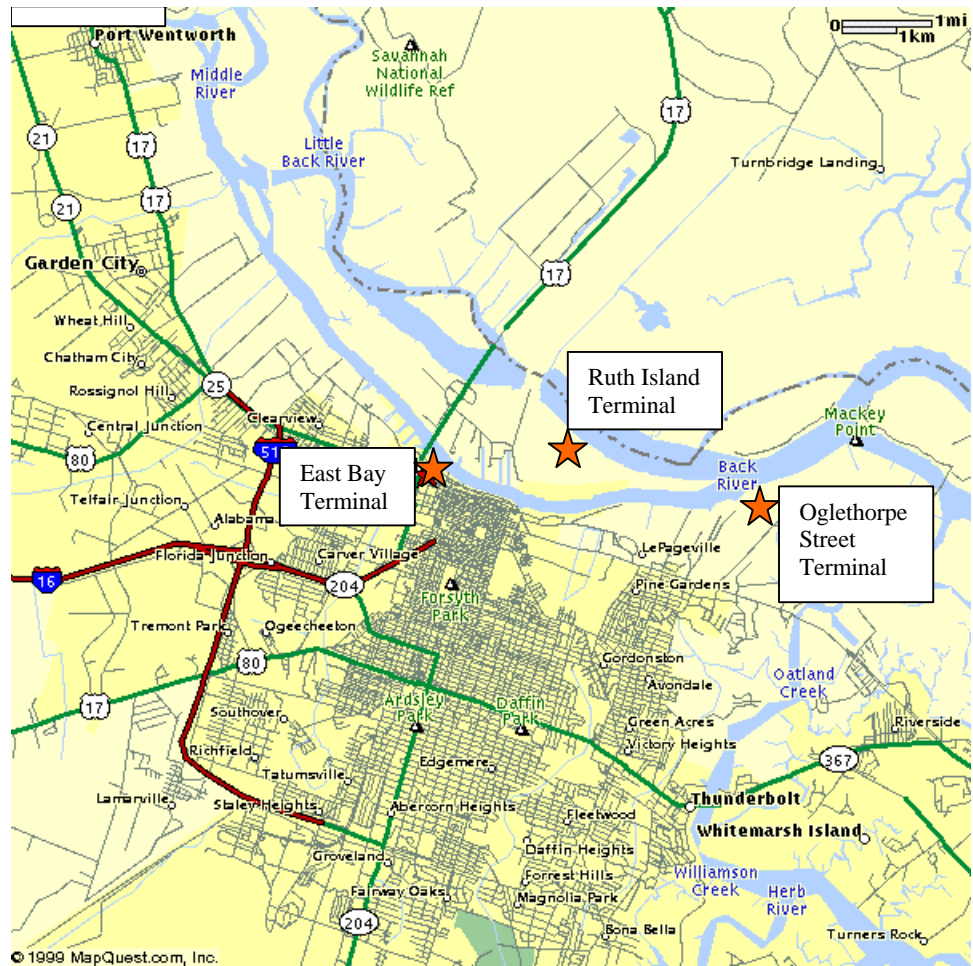 0 1mi
1km
Port Wentworth
Savannah
National
Wildlife Ref
Middle
River
17
21
17
Little
Back River
Turnbridge Landing
21
17
Garden City
17
Wheat Hill
Chatham City
Ruth Island
Terminal
25
Rossignol Hill
Mackey
Point
Clearview
Central Junction
51
80
East Bay
Terminal
Back
River
Telfair Junction
Oglethorpe
Street
Terminal
Alabama
LePageville
Florida Junction
Carver Village
16
204
Pine Gardens
Forsyth
Park
Tremont Park
Ogeecheeton
80
Gordonston
Oatland
Creek
Avondale
17
Ardsley
Park
Daffin
Park
Southover
Green Acres
Riverside
Richfield
Victory Heights
Edgemere
367
Tatumsville
Lamarville
Staley Heights
Abercorn Heights
Thunderbolt
Fleetwood
Whitemarsh Island
Groveland
Daffin Heights
Williamson
Creek
Forrest Hills
Herb
River
Fairway Oaks
Magnolia Park
204
Bona Bella
Turners Rock
© 1999 MapQuest.com, Inc.